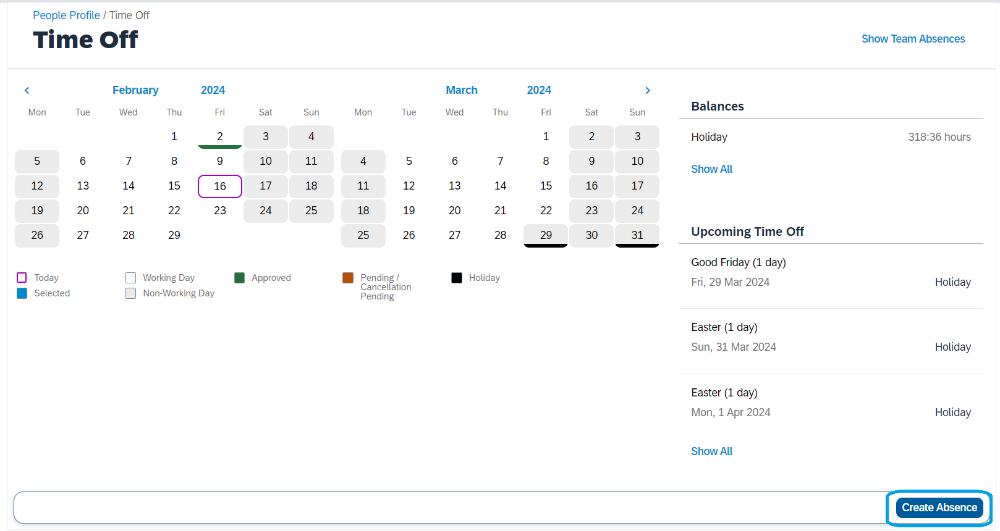 People Profile / Time Off
Time Off
Show Team Absences
February 2024
Mon Tue Wed Thu Fri Sat Sun
1 2 3 4
5 6 7 8 9 10 11
12 13 14 15 16 17 18
19 20 21 22 23 24 25
26 27 28 29
March 2024
Mon Tue Wed Thu Fri Sat Sun
1 2 3
4 5 6 7 8 9 10
11 12 13 14 15 16 17
18 19 20 21 22 23 24
25 26 27 28 29 30 31
Today
Selected
Working Day
Non-Working Day
Approved
Pending /
Cancellation
Pending
Holiday
Balances
Holiday 318:36 hours
Show All
Upcoming Time Off
Good Friday (1 day)
Fri, 29 Mar 2024 Holiday
Easter (1 day)
Sun, 31 Mar 2024 Holiday
Easter (1 day)
Mon, 1 Apr 2024 Holiday
Show All
Create Absence